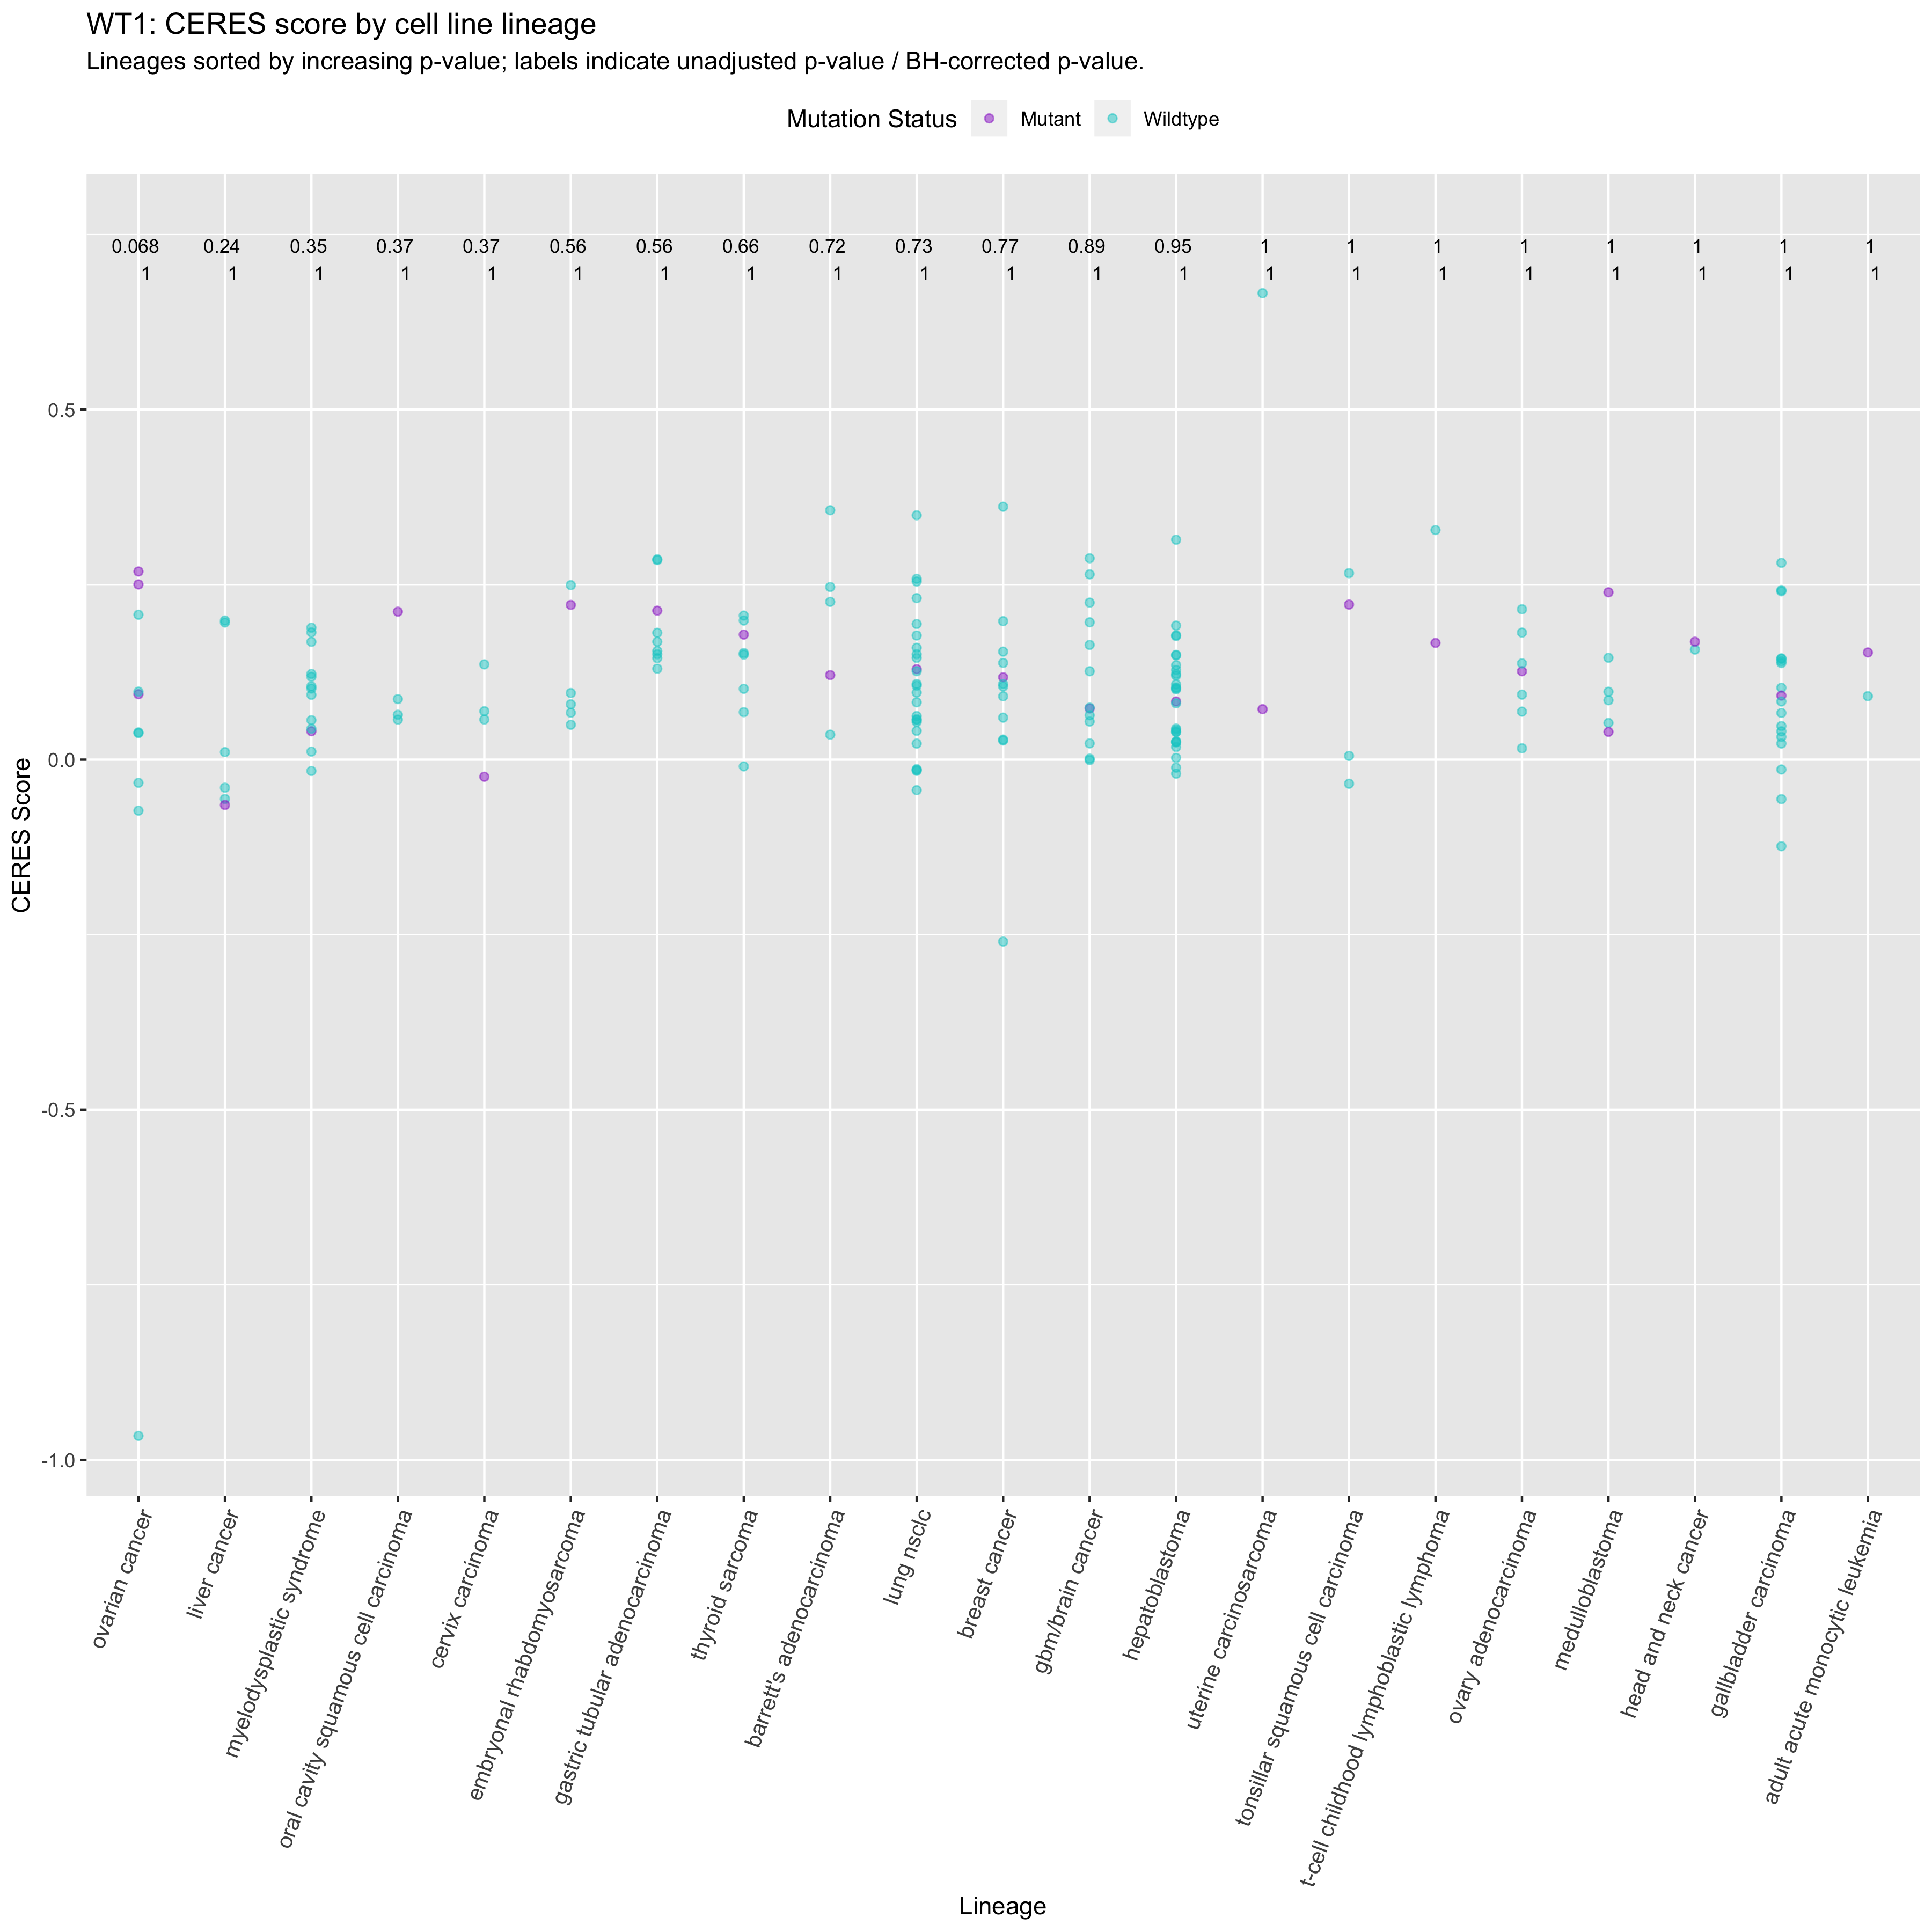 WT1: CERES score by cell line lineage
Lineages sorted by increasing p-value; labels indicate unadjusted p-value / BH-corrected p-value.
Mutation Status Mutant Wildtype
0.068 0.24 0.35 0.37 0.37 0.56 0.56 0.66 0.72 0.73 0.77 0.89 0.95 1 1 1 1 1 1 1 1
1 1 1 1 1 1 1 1 1 1 1 1 1 1 1 1 1 1 1 1 1
0.5
0.0
-0.5
-1.0
CERES Score
ovarian cancer
liver cancer
myelodysplastic syndrome
oral cavity squamous cell carcinoma
cervix carcinoma
embryonal rhabdomyosarcoma
gastric tubular adenocarcinoma
thyroid sarcoma
barrett's adenocarcinoma
lung nsclc
breast cancer
gbm/brain cancer
hepatoblastoma
uterine carcinosarcoma
tonsillar squamous cell carcinoma
t-cell childhood lymphoblastic lymphoma
ovary adenocarcinoma
medulloblastoma
head and neck cancer
gallbladder carcinoma
adult acute monocytic leukemia
Lineage